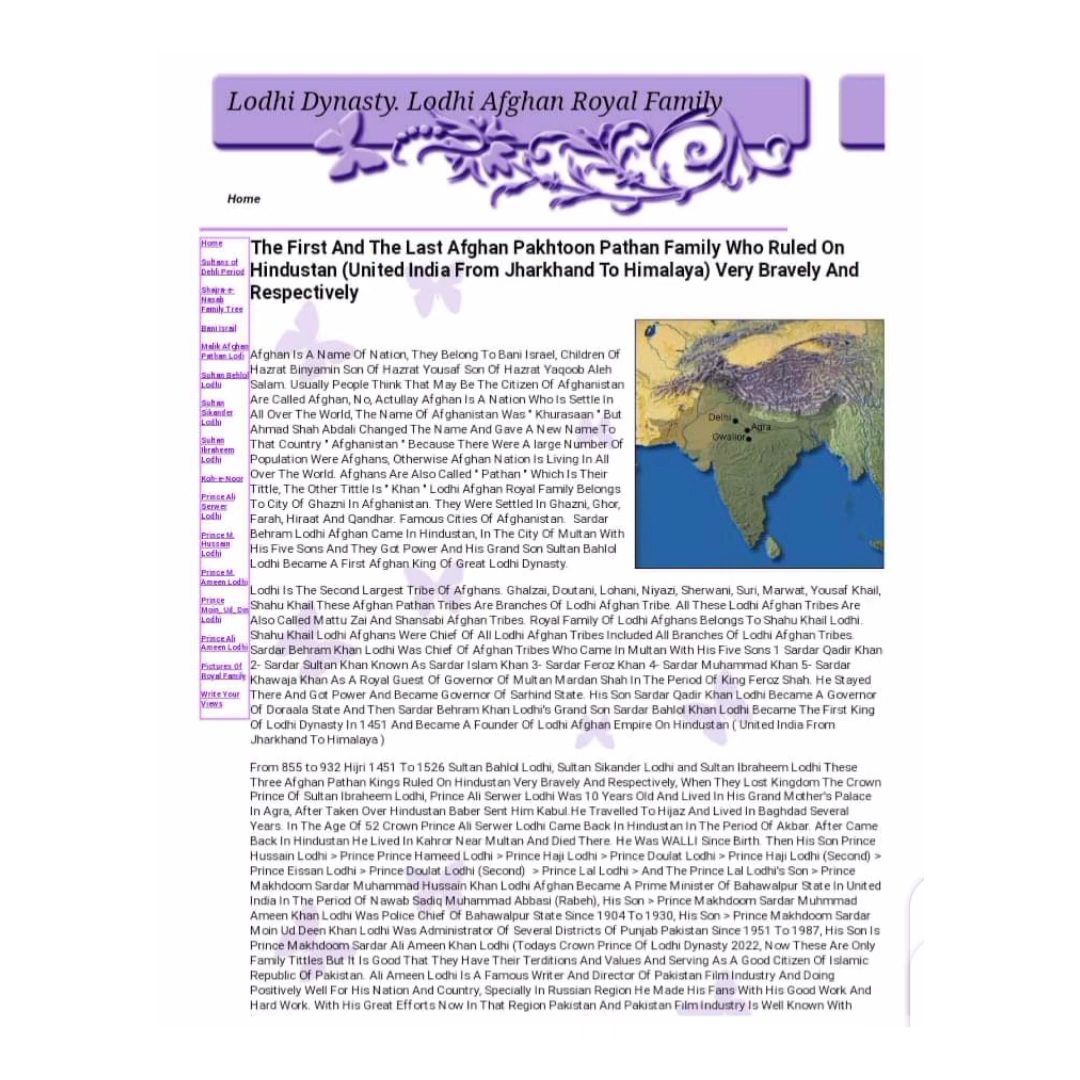 Lodhi Dynasty. Lodhi Afghan Royal Family
Home
Home
Sultans of
Dehli Period
Shajra-e-
Nasab
Family Tree
Bani Israil
Malik Afghan
Pathan Lodi
Sultan Behlul
Lodhi
Sultan
Sikander
Lodhi
Sultan
Ibraheem
Lodhi
Koh-e-Noor
Prince Ali
Serwer
Lodhi
Prince M.
Hussain
Lodhi
Prince M.
Ameen Lodhi
Prince
Moin_Ud_Den
Lodhi
Prince Ali
Ameen Lodhi
Pictures Of
Royal Family
Write Your
Views
The First And The Last Afghan Pakhtoon Pathan Family Who Ruled On
Hindustan (United India From Jharkhand To Himalaya) Very Bravely And
Respectively
Afghan Is A Name Of Nation, They Belong To Bani Israel, Children Of
Hazrat Binyamin Son Of Hazrat Yousaf Son Of Hazrat Yaqoob Aleh
Salam. Usually People Think That May Be The Citizen Of Afghanistan
Are Called Afghan, No, Actullay Afghan Is A Nation Who Is Settle In
All Over The World, The Name Of Afghanistan Was " Khurasaan " But
Ahmad Shah Abdali Changed The Name And Gave A New Name To
That Country " Afghanistan " Because There Were A large Number Of
Population Were Afghans, Otherwise Afghan Nation Is Living In All
Over The World. Afghans Are Also Called " Pathan " Which Is Their
Tittle, The Other Tittle Is " Khan " Lodhi Afghan Royal Family Belongs
To City Of Ghazni In Afghanistan. They Were Settled In Ghazni, Ghor,
Farah, Hiraat And Qandhar. Famous Cities Of Afghanistan.  Sardar
Behram Lodhi Afghan Came In Hindustan, In The City Of Multan With
His Five Sons And They Got Power And His Grand Son Sultan Bahlol
Lodhi Became A First Afghan King Of Great Lodhi Dynasty.
Delhi
Agra
Gwalior
Lodhi Is The Second Largest Tribe Of Afghans. Ghalzai, Doutani, Lohani, Niyazi, Sherwani, Suri, Marwat, Yousaf Khail,
Shahu Khail These Afghan Pathan Tribes Are Branches Of Lodhi Afghan Tribe. All These Lodhi Afghan Tribes Are
Also Called Mattu Zai And Shansabi Afghan Tribes. Royal Family Of Lodhi Afghans Belongs To Shahu Khail Lodhi.
Shahu Khail Lodhi Afghans Were Chief Of All Lodhi Afghan Tribes Included All Branches Of Lodhi Afghan Tribes.
Sardar Behram Khan Lodhi Was Chief Of Afghan Tribes Who Came In Multan With His Five Sons 1 Sardar Qadir Khan
2- Sardar Sultan Khan Known As Sardar Islam Khan 3- Sardar Feroz Khan 4- Sardar Muhammad Khan 5- Sardar
Khawaja Khan As A Royal Guest Of Governor Of Multan Mardan Shah In The Period Of King Feroz Shah. He Stayed
There And Got Power And Became Governor Of Sarhind State. His Son Sardar Qadir Khan Lodhi Became A Governor
Of Doraala State And Then Sardar Behram Khan Lodhi's Grand Son Sardar Bahlol Khan Lodhi Became The First King
Of Lodhi Dynasty In 1451 And Became A Founder Of Lodhi Afghan Empire On Hindustan ( United India From
Jharkhand To Himalaya )
From 855 to 932 Hijri 1451 To 1526 Sultan Bahlol Lodhi, Sultan Sikander Lodhi and Sultan Ibraheem Lodhi These
Three Afghan Pathan Kings Ruled On Hindustan Very Bravely And Respectively, When They Lost Kingdom The Crown
Prince Of Sultan Ibraheem Lodhi, Prince Ali Serwer Lodhi Was 10 Years Old And Lived In His Grand Mother's Palace
In Agra, After Taken Over Hindustan Baber Sent Him Kabul.He Travelled To Hijaz And Lived In Baghdad Several
Years. In The Age Of 52 Crown Prince Ali Serwer Lodhi Came Back In Hindustan In The Period Of Akbar. After Came
Back In Hindustan He Lived In Kahror Near Multan And Died There. He Was WALLI Since Birth. Then His Son Prince
Hussain Lodhi > Prince Prince Hameed Lodhi > Prince Haji Lodhi > Prince Doulat Lodhi > Prince Haji Lodhi (Second) >
Prince Eissan Lodhi > Prince Doulat Lodhi (Second)  > Prince Lal Lodhi > And The Prince Lal Lodhi's Son > Prince
Makhdoom Sardar Muhammad Hussain Khan Lodhi Afghan Became A Prime Minister Of Bahawalpur State In United
India In The Period Of Nawab Sadiq Muhammad Abbasi (Rabeh), His Son > Prince Makhdoom Sardar Muhmmad
Ameen Khan Lodhi Was Police Chief Of Bahawalpur State Since 1904 To 1930, His Son > Prince Makhdoom Sardar
Moin Ud Deen Khan Lodhi Was Administrator Of Several Districts Of Punjab Pakistan Since 1951 To 1987, His Son Is
Prince Makhdoom Sardar Ali Ameen Khan Lodhi (Todays Crown Prince Of Lodhi Dynasty 2022, Now These Are Only
Family Tittles But It Is Good That They Have Their Terditions And Values And Serving As A Good Citizen Of Islamic
Republic Of Pakistan. Ali Ameen Lodhi Is A Famous Writer And Director Of Pakistan Film Industry And Doing
Positively Well For His Nation And Country, Specially In Russian Region He Made His Fans With His Good Work And
Hard Work. With His Great Efforts Now In That Region Pakistan And Pakistan Film Industry Is Well Known With